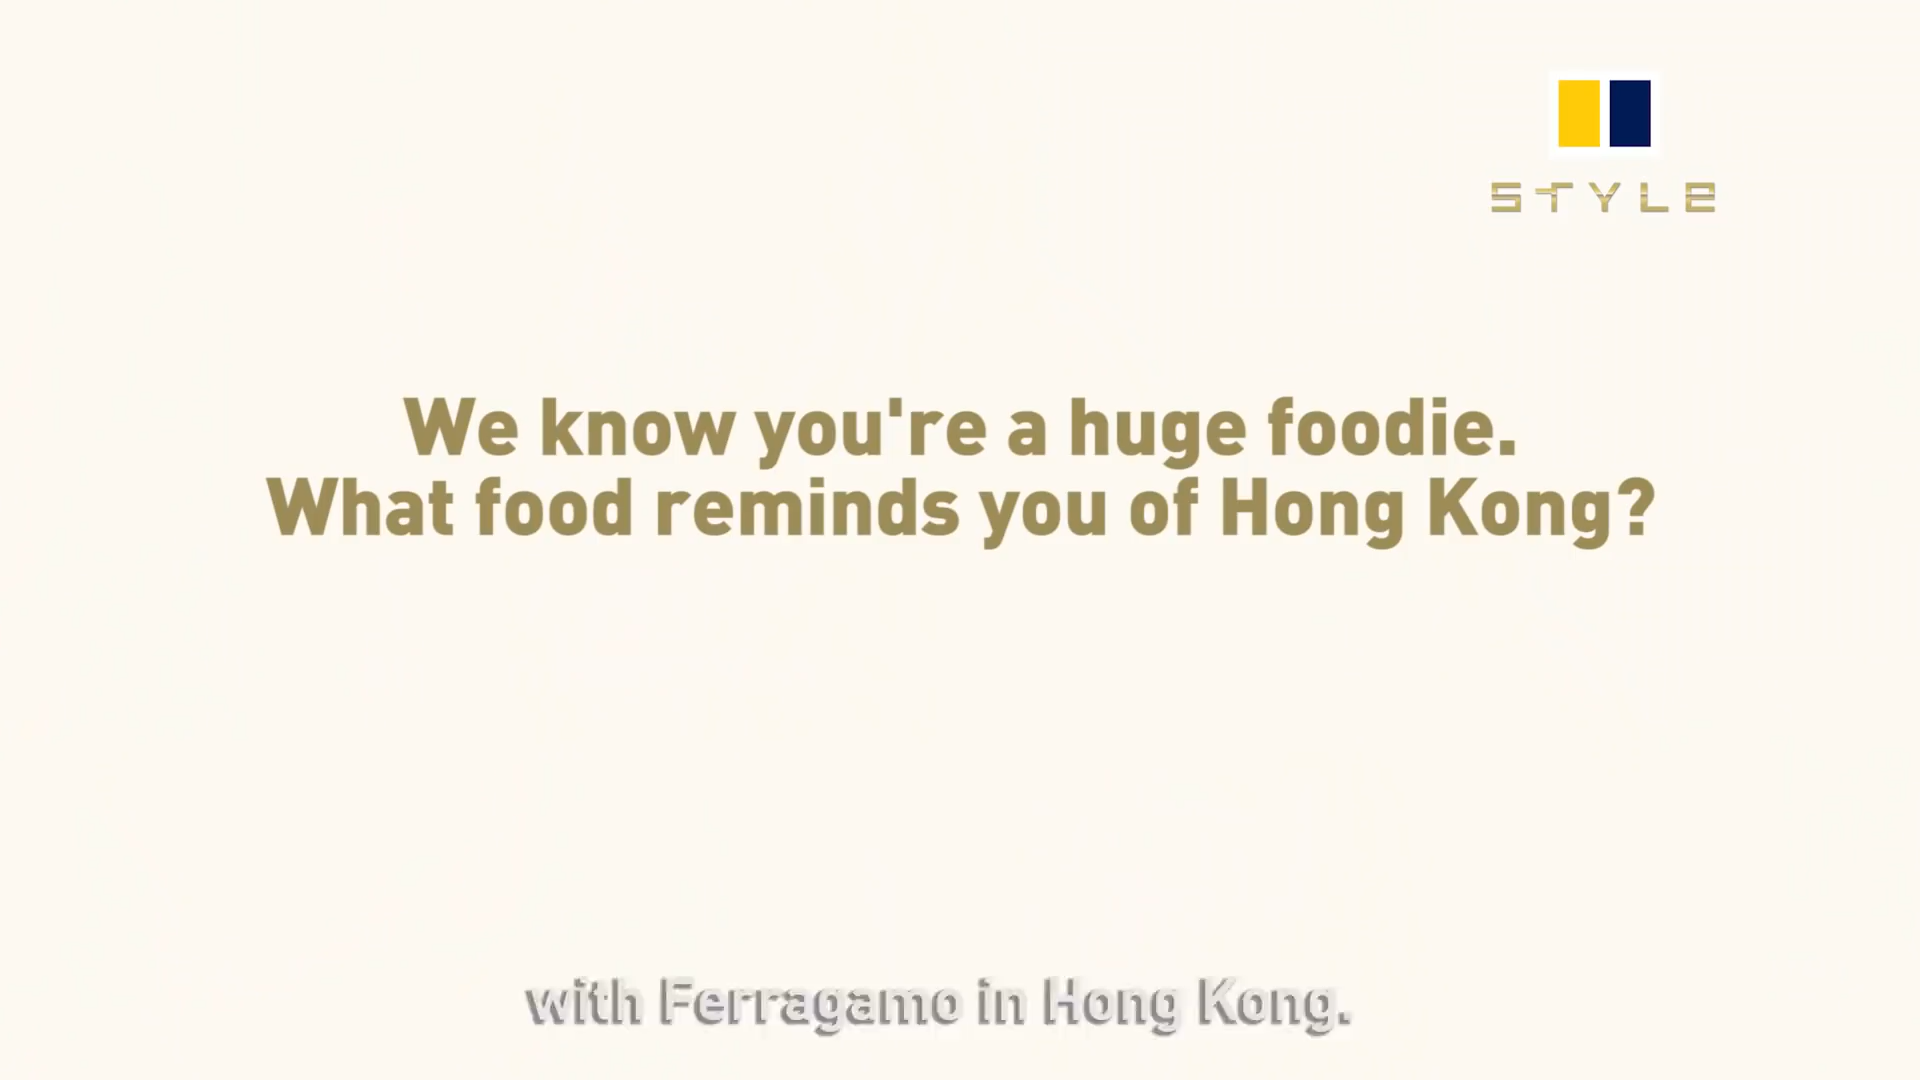 STYLE
We know you're a huge foodie.
What food reminds you of Hong Kong?
with Ferragamo in Hong Kong.